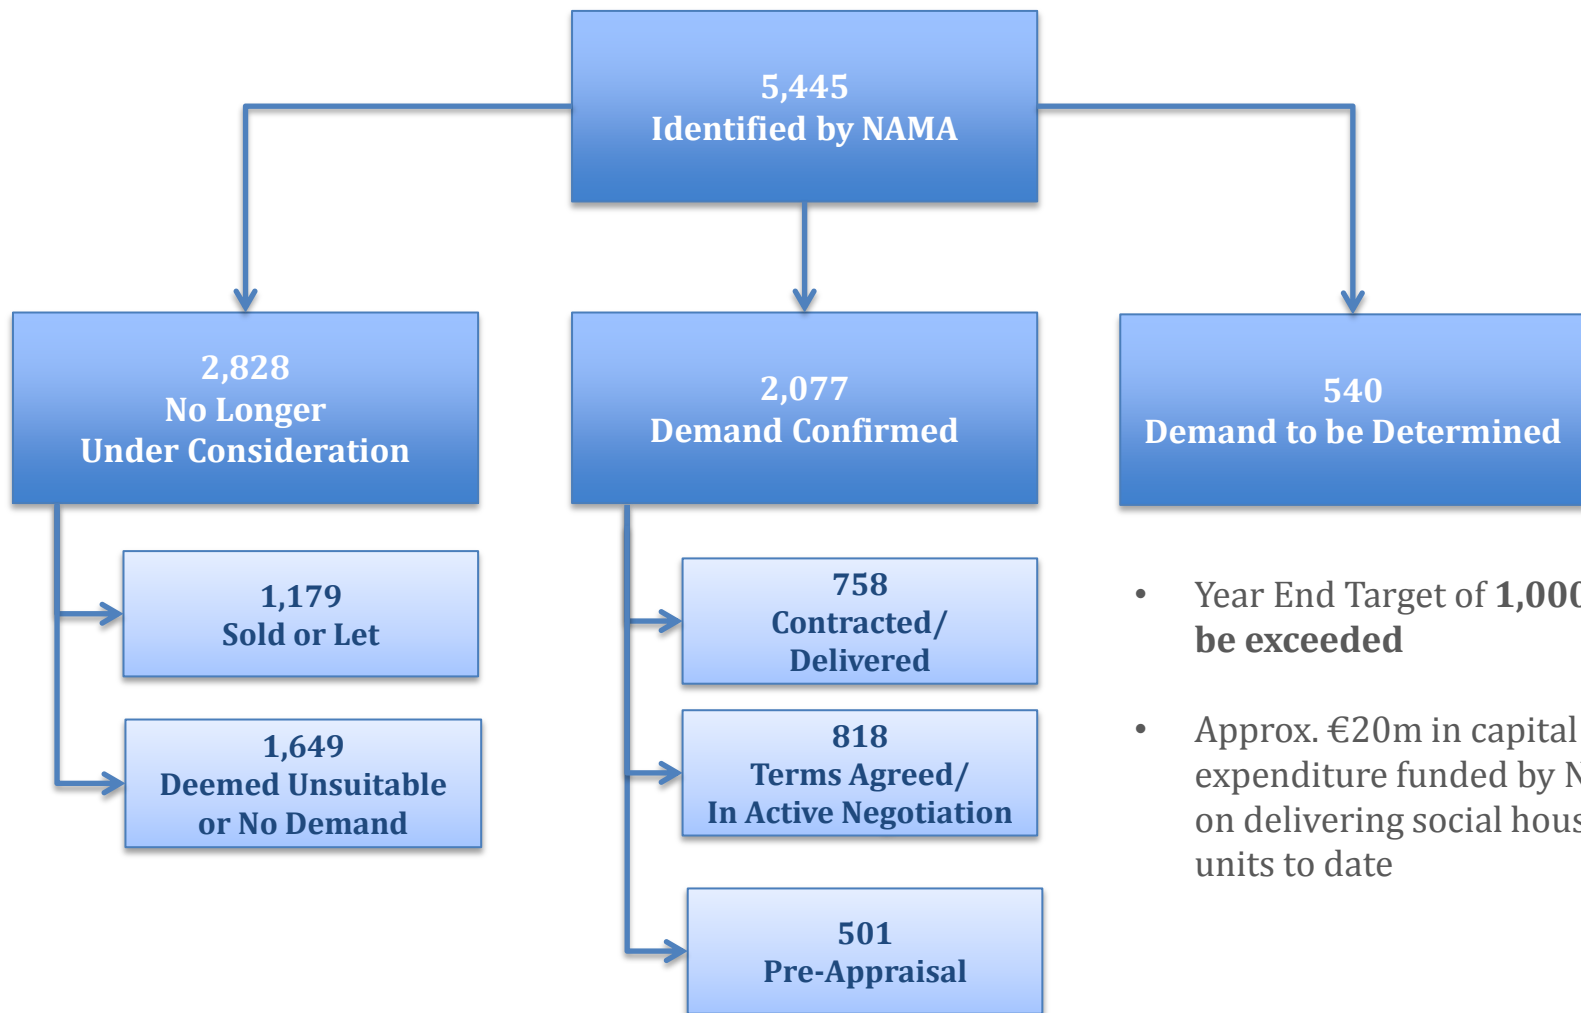 5,445
Identified by NAMA
2,828
No Longer
Under Consideration
2,077
Demand Confirmed
540
Demand to be Determined
1,179
Sold or Let
1,649
Deemed Unsuitable
or No Demand
758
Contracted/
Delivered
818
Terms Agreed/
In Active Negotiation
501
Pre-Appraisal
• Year End Target of 1,000
be exceeded
• Approx. €20m in capital
expenditure funded by
on delivering social
units to date